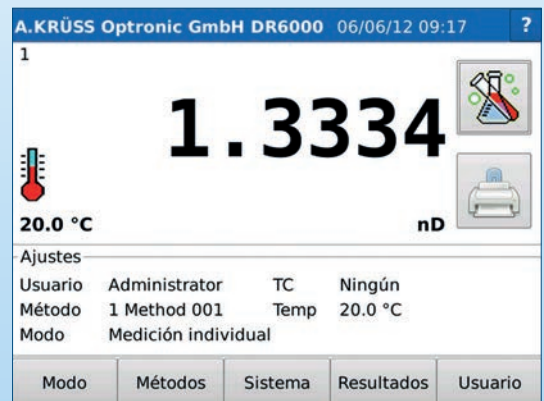 A.KRÜSS Optronic GmbH DR6000 06/06/12 09:17 ?
1
1.3334
20.0 °C nD
Ajustes
Usuario Administrator TC Ningún
Método 1 Method 001 Temp 20.0 °C
Modo Medición individual
Modo Métodos Sistema Resultados Usuario